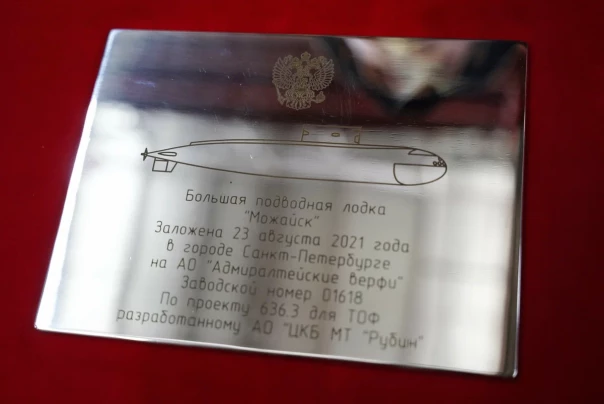 Большая подводная лодка
"Можайск"
Заложена 23 августа 2021 года
в городе Санкт-Петербурге
на АО "Адмиралтейские верфи"
Заводской номер 01618
По проекту 636.3 для ТОФ
разработанному АО "ЦКБ МТ "Рубин"